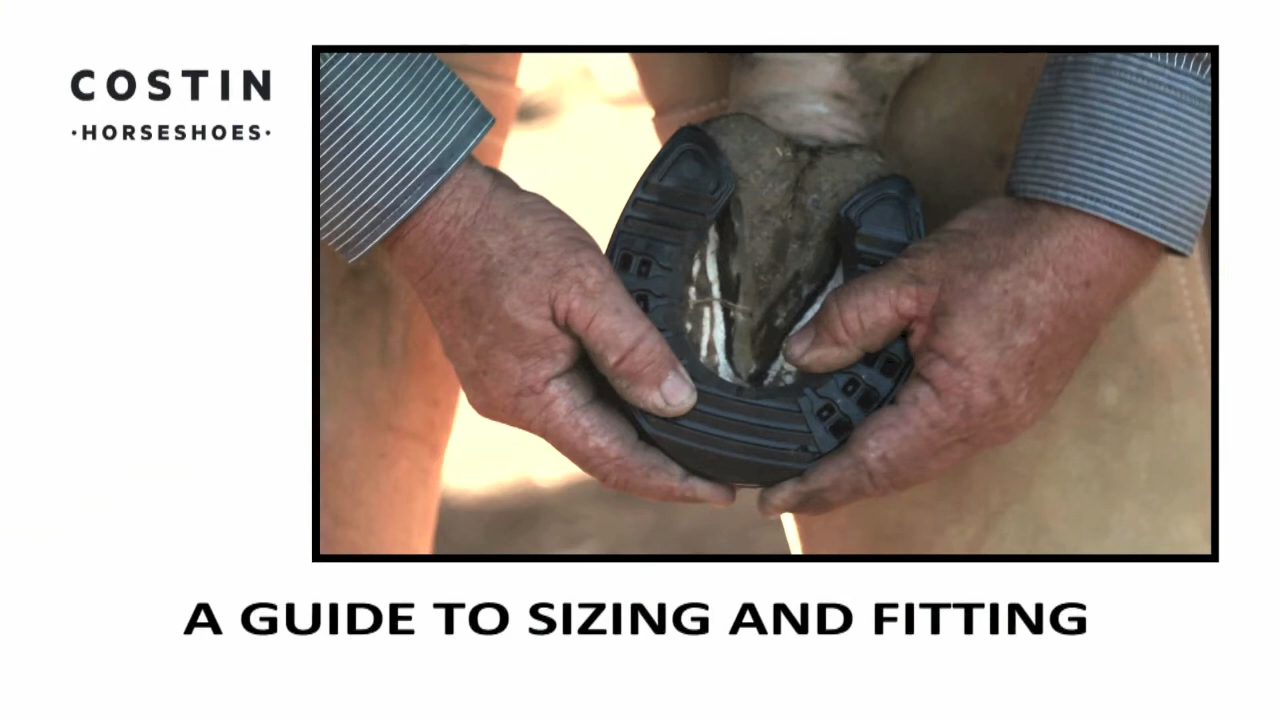 COSTIN
·HORSESHOES·
A GUIDE TO SIZING AND FITTING